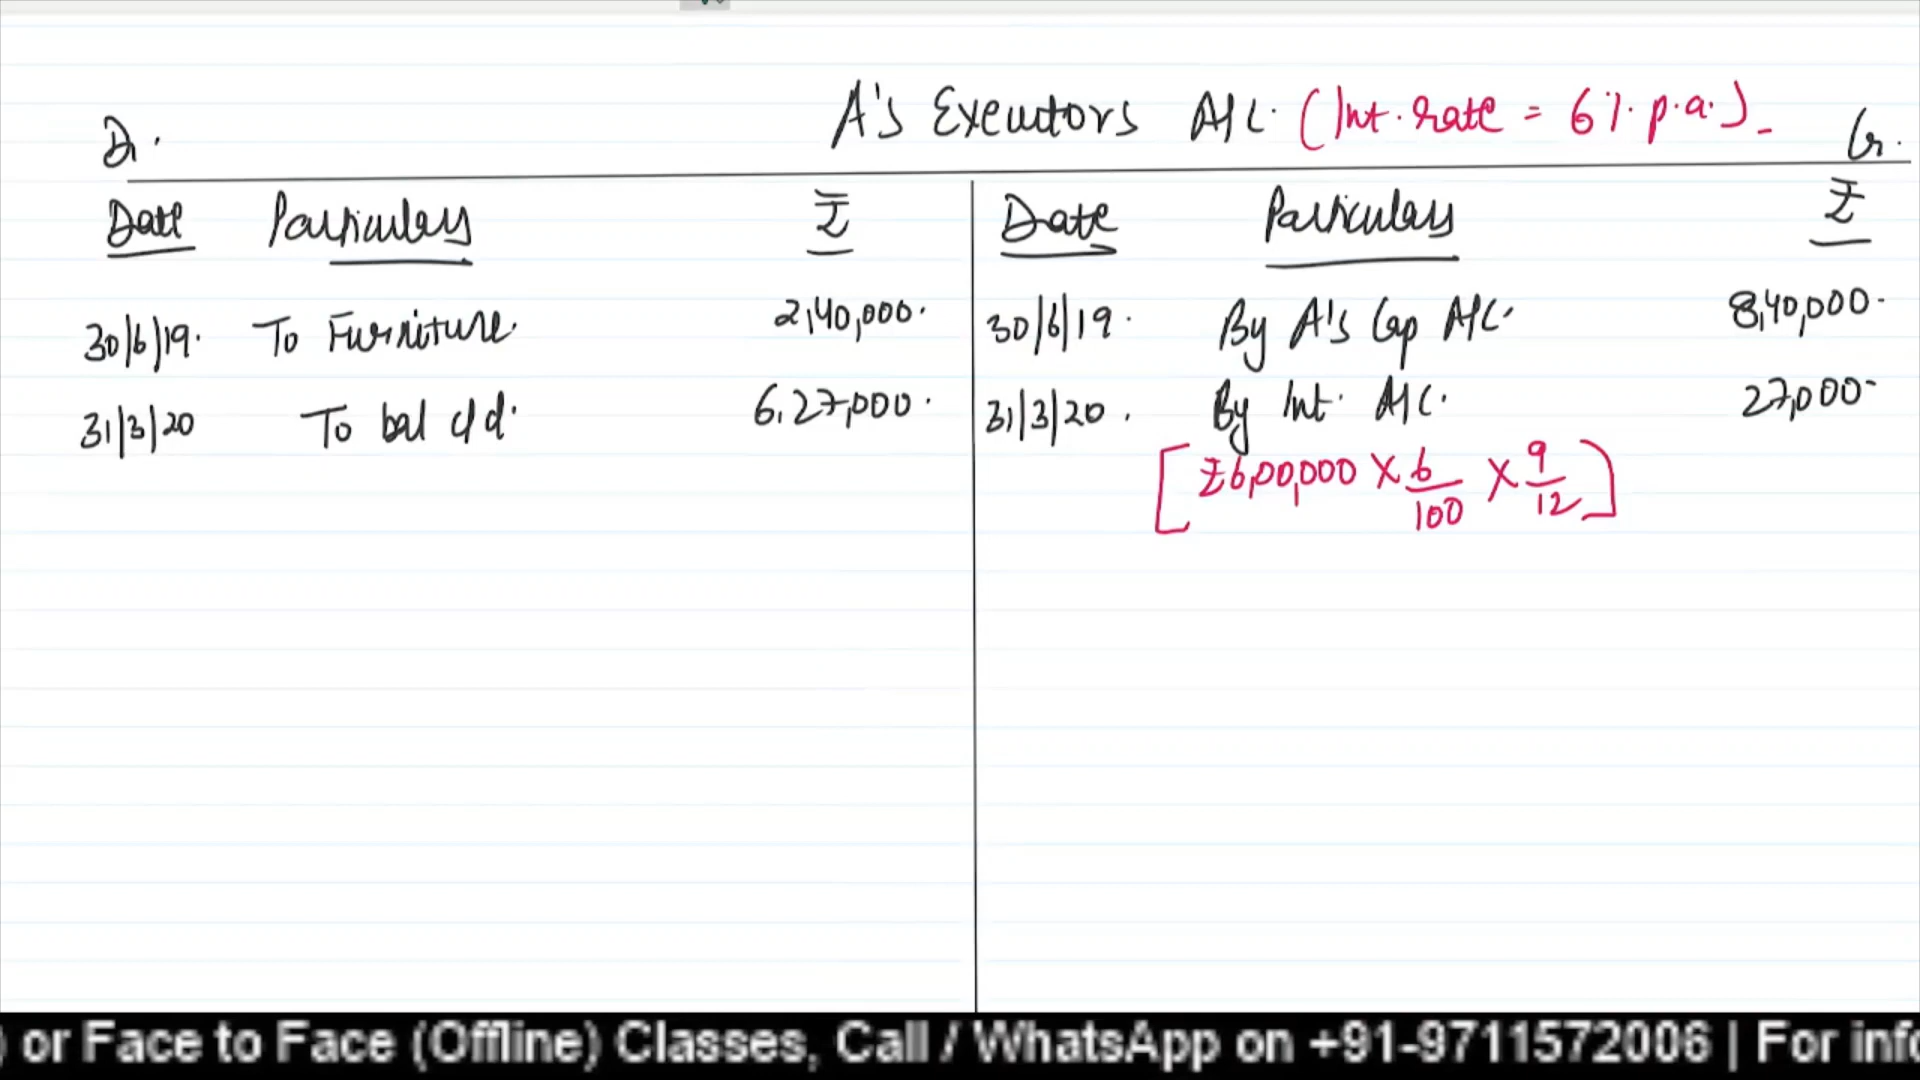 A's Executors A/c. (Int. rate = 6%. p.a.)
Dr. Cr.
Date Particulars ₹ Date Particulars ₹
30/6/19. To Furniture. 2,40,000. 30/6/19. By A's Cap A/c. 8,40,000.
31/3/20 To bal c/d. 6,27,000. 31/3/20. By Int. A/c. 27,000
[₹6,00,000 X 6/100 X 9/12]
) or Face to Face (Offline) Classes, Call / WhatsApp on +91-9711572006 | For info